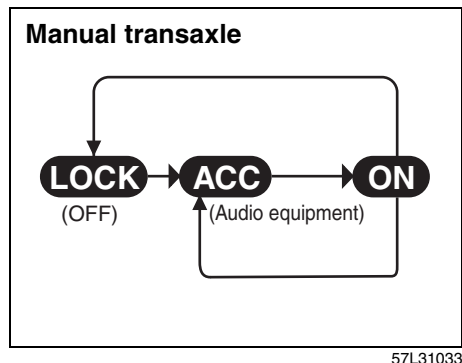 Manual transaxle
LOCK ACC ON
(OFF) (Audio equipment)
57L31033